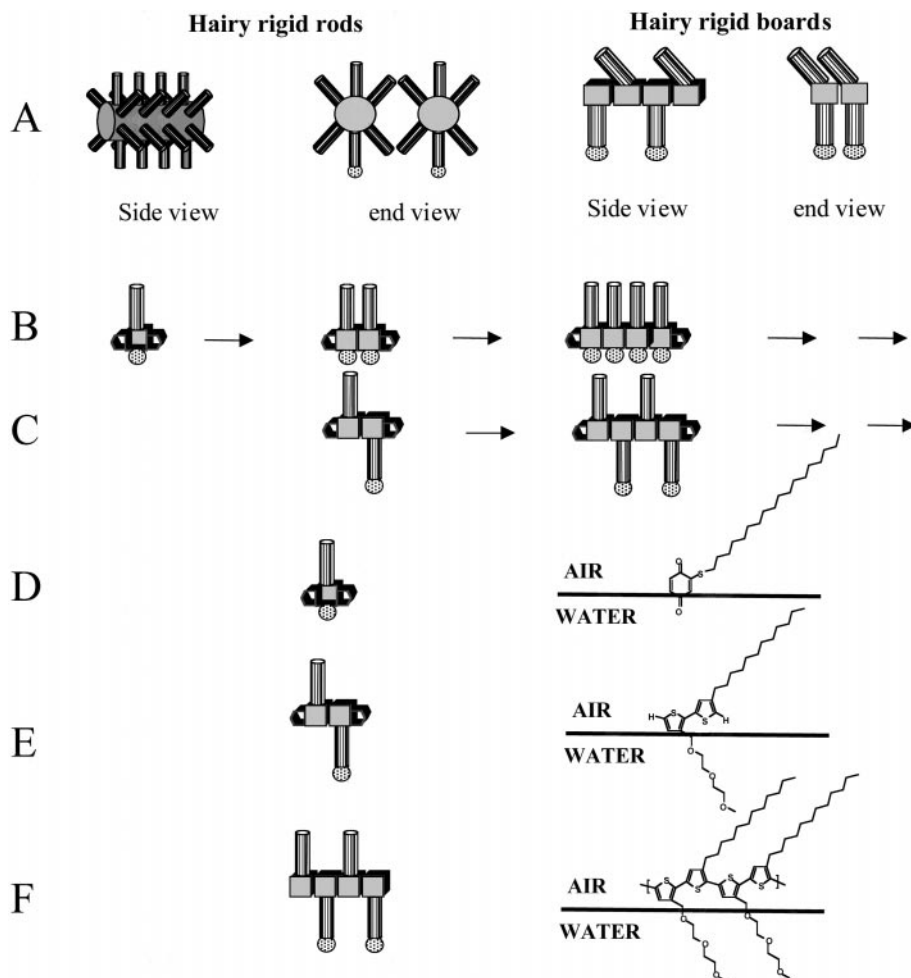 Hairy rigid rods
Hairy rigid boards
A
Side view
end view
Side view
end view
B
C
D
O
S
AIR
WATER
O
E
H
S
S
H
AIR
WATER
O
O
O
F
S
S
S
S
AIR
WATER
O
O
O
O
O
O